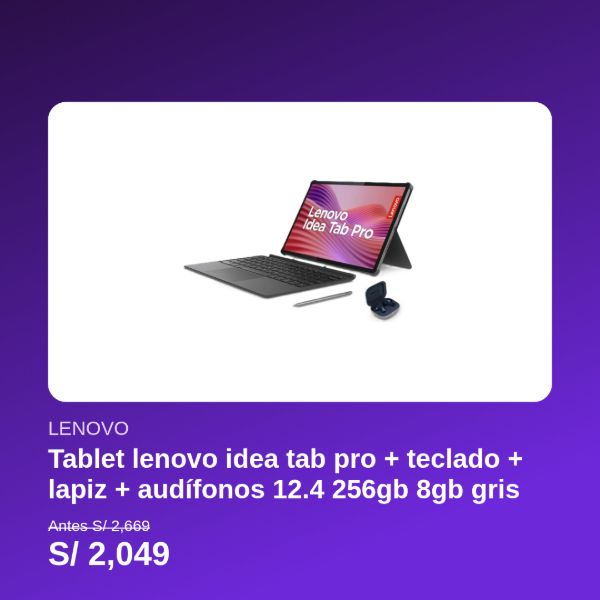 Lenovo
Idea Tab Pro
Lenovo
LENOVO
Tablet lenovo idea tab pro + teclado +
lapiz + audífonos 12.4 256gb 8gb gris
Antes S/ 2,669
S/ 2,049